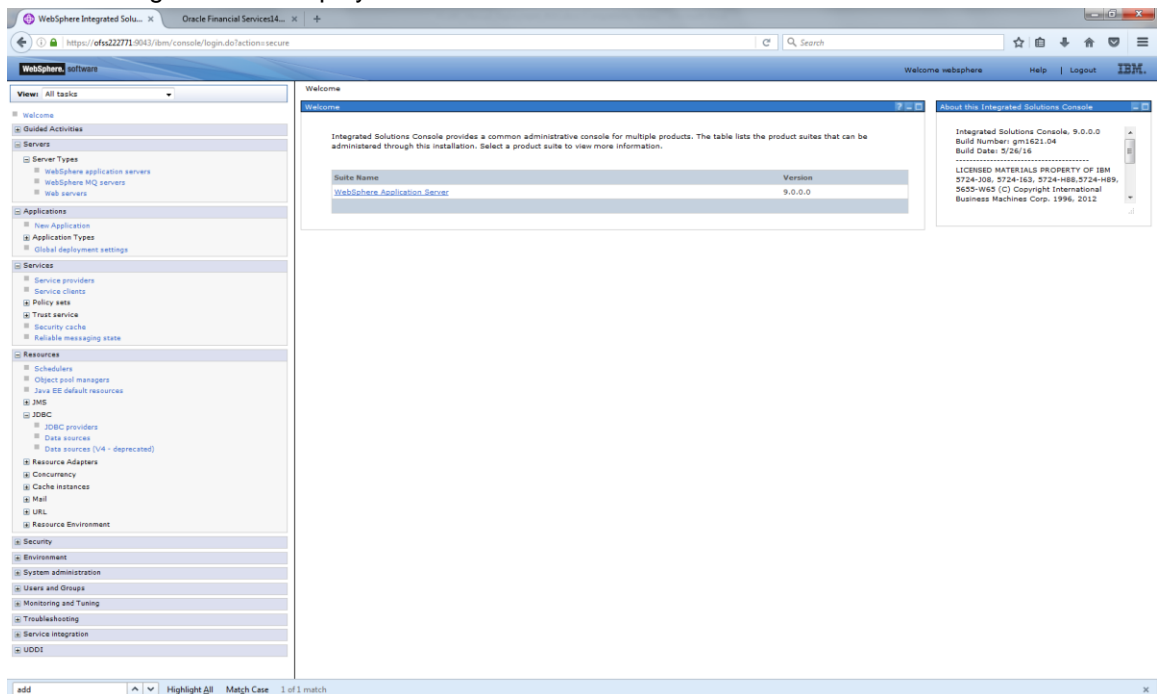 WebSphere Integrated Solu... ×
Oracle Financial Services14... ×
+
https://ofss222771:9043/ibm/console/login.do?action=secure
Search
WebSphere. software
Welcome websphere
Help | Logout
IBM.
View: All tasks
Welcome
Guided Activities
Servers
Server Types
WebSphere application servers
WebSphere MQ servers
Web servers
Applications
New Application
Application Types
Global deployment settings
Services
Service providers
Service clients
Policy sets
Trust service
Security cache
Reliable messaging state
Resources
Schedulers
Object pool managers
Java EE default resources
JMS
JDBC
JDBC providers
Data sources
Data sources (V4 - deprecated)
Resource Adapters
Concurrency
Cache instances
Mail
URL
Resource Environment
Security
Environment
System administration
Users and Groups
Monitoring and Tuning
Troubleshooting
Service integration
UDDI
Welcome
Welcome
Integrated Solutions Console provides a common administrative console for multiple products. The table lists the product suites that can be
administered through this installation. Select a product suite to view more information.
Suite Name Version
WebSphere Application Server 9.0.0.0
About this Integrated Solutions Console
Integrated Solutions Console, 9.0.0.0
Build Number: gm1621.04
Build Date: 5/26/16
----------------------------------------
LICENSED MATERIALS PROPERTY OF IBM
5724-J08, 5724-I63, 5724-H88,5724-H89,
5655-W65 (C) Copyright International
Business Machines Corp. 1996, 2012
add
Highlight All Match Case 1 of 1 match
×